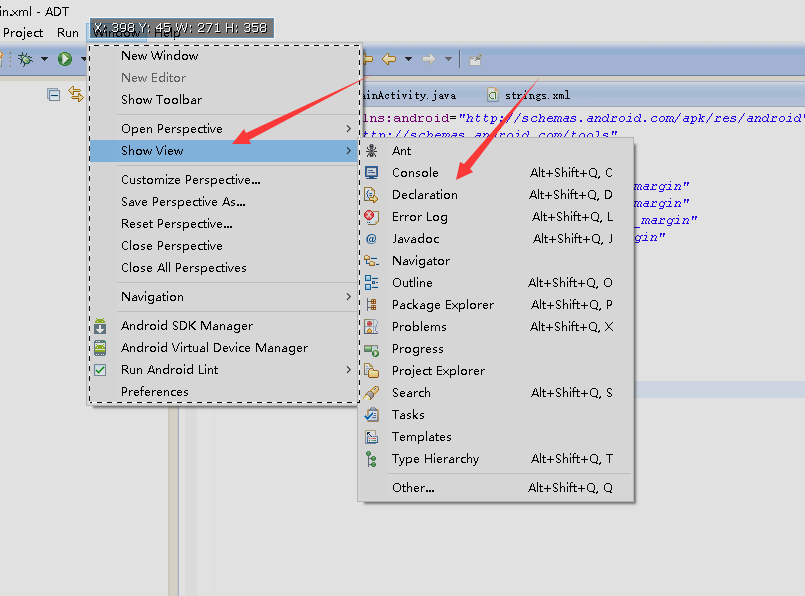 in.xml - ADT
Project Run Window Help
X: 398 Y: 45 W: 271 H: 358
New Window
New Editor
Show Toolbar
Open Perspective
Show View
Customize Perspective...
Save Perspective As...
Reset Perspective...
Close Perspective
Close All Perspectives
Navigation
Android SDK Manager
Android Virtual Device Manager
Run Android Lint
Preferences
inActivity.java strings.xml
lns:android="http://schemas.android.com/apk/res/android"
ttp://schemas.android.com/tools"
_margin"
margin"
_margin"
gin"
Ant
Console Alt+Shift+Q, C
Declaration Alt+Shift+Q, D
Error Log Alt+Shift+Q, L
Javadoc Alt+Shift+Q, J
Navigator
Outline Alt+Shift+Q, O
Package Explorer Alt+Shift+Q, P
Problems Alt+Shift+Q, X
Progress
Project Explorer
Search Alt+Shift+Q, S
Tasks
Templates
Type Hierarchy Alt+Shift+Q, T
Other... Alt+Shift+Q, Q